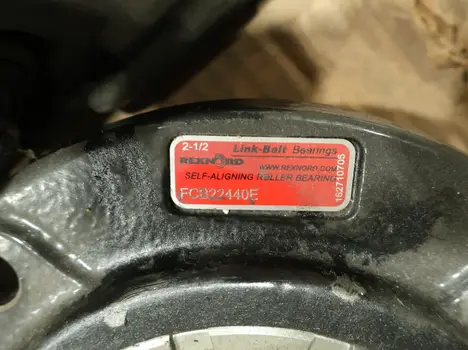 2-1/2 Link-Belt Bearings
REXNORD WWW.REXNORD.COM
SELF-ALIGNING ROLLER BEARING
FCB22440E
162710705